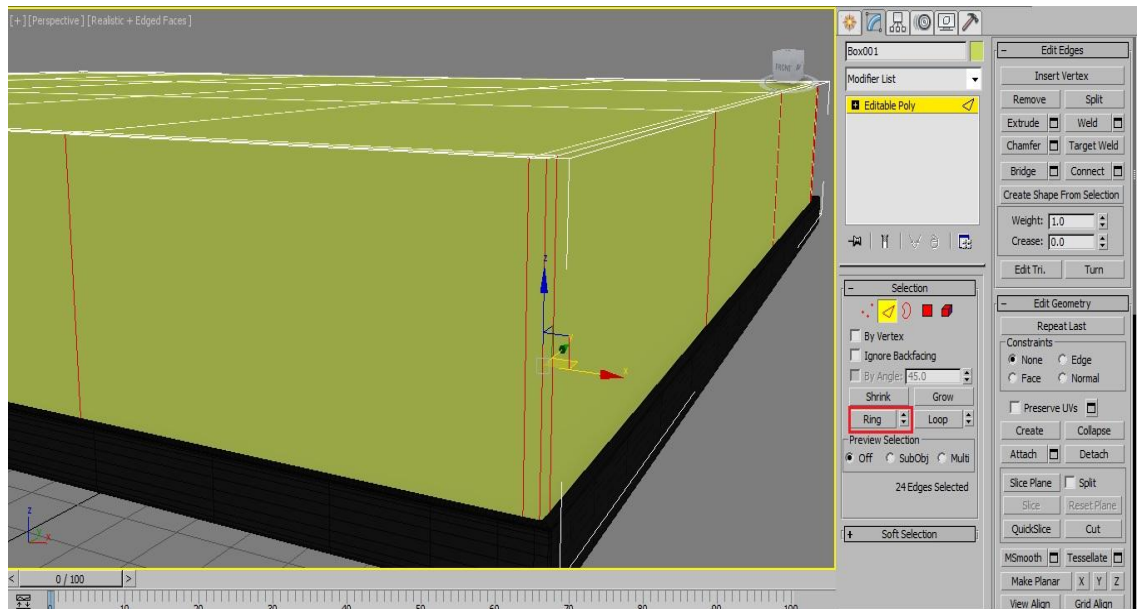 [+] [Perspective] [Realistic + Edged Faces]
FRONT
z
x
z
x
y
0 / 100
0 10 20 30 40 50 60 70 80 90 100
Box001
Modifier List
Editable Poly
Selection
By Vertex
Ignore Backfacing
By Angle: 45.0
Shrink Grow
Ring Loop
Preview Selection
Off SubObj Multi
24 Edges Selected
Soft Selection
Edit Edges
Insert Vertex
Remove Split
Extrude Weld
Chamfer Target Weld
Bridge Connect
Create Shape From Selection
Weight: 1.0
Crease: 0.0
Edit Tri. Turn
Edit Geometry
Repeat Last
Constraints
None Edge
Face Normal
Preserve UVs
Create Collapse
Attach Detach
Slice Plane Split
Slice Reset Plane
QuickSlice Cut
MSmooth Tessellate
Make Planar X Y Z
View Align Grid Align